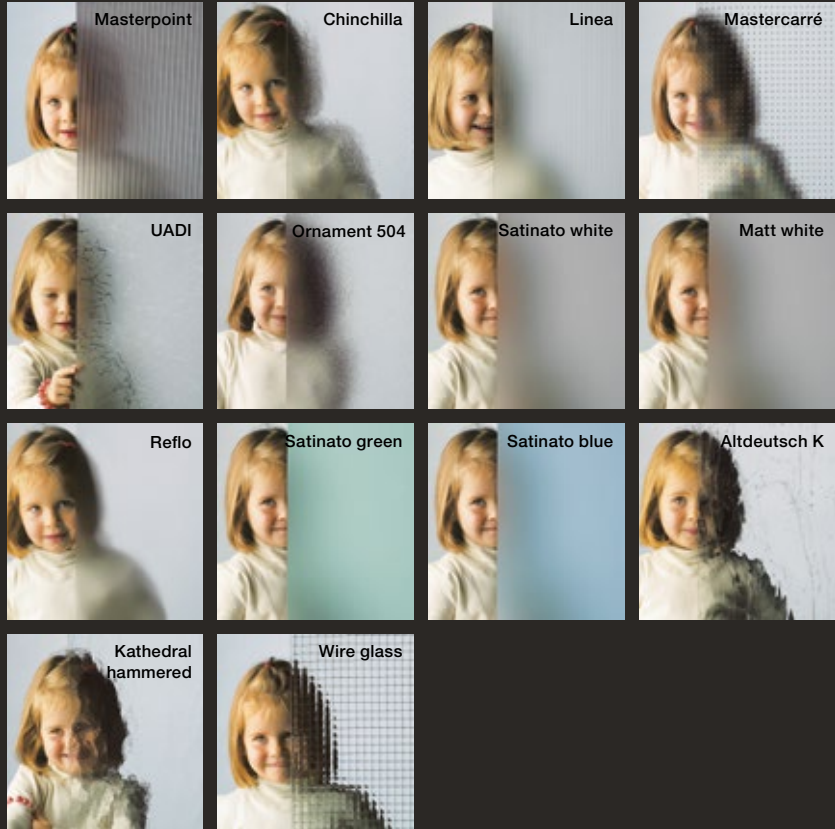 Masterpoint
Chinchilla
Linea
Mastercarré
UADI
Ornament 504
Satinato white
Matt white
Reflo
Satinato green
Satinato blue
Altdeutsch K
Kathedral
hammered
Wire glass